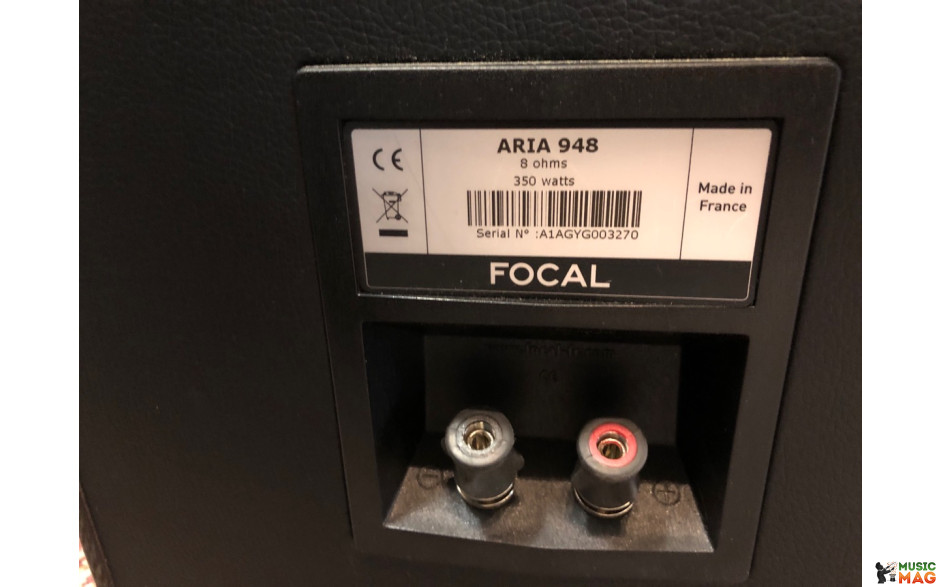 CE
ARIA 948
8 ohms
350 watts
Serial N° :A1AGYG003270
Made in
France
FOCAL
MUSIC
MAG